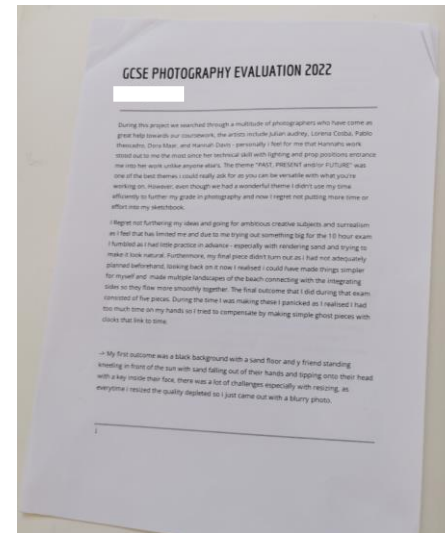 GCSE PHOTOGRAPHY EVALUATION 2022
During this project we searched through a multitude of photographers who have come as
great help towards our coursework, the artists include Julian audney, Lorena Cosba, Pablo
Thecuadro, Dora Maar, and Hannah Davis - personally I feel for me that Hannahs work
stood out to me the most since her technical skill with lighting and prop positions entrance
me into her work unlike anyone else's. The theme "PAST, PRESENT and/or FUTURE" was
one of the best themes I could really ask for as you can be versatile with what you're
working on. However, even though we had a wonderful theme I didn't use my time
efficiently to further my grade in photography and now I regret not putting more time or
effort into my sketchbook.
I Regret not furthering my ideas and going for ambitious creative subjects and surrealism
as I feel that has limited me and due to me trying out something big for the 10 hour exam
I fumbled as I had little practice in advance - especially with rendering sand and trying to
make it look natural. Furthermore, my final piece didn't turn out as I had not adequately
planned beforehand, looking back on it now I realised i could have made things simpler
for myself and made multiple landscapes of the beach connecting with the integrating
tides so they flow more smoothly together. The final outcome that I did during that exam
consisted of five pieces. During the time I was making these I panicked as I realised I had
too much time on my hands so I tried to compensate by making simple ghost pieces with
clocks that link to time.
-> My first outcome was a black background with a sand floor and y friend standing
kneeling in front of the sun with sand falling out of their hands and tipping onto their head
with a key inside their face, there was a lot of challenges especially with resizing, as
everytime i resized the quality depleted so i just came out with a blurry photo.
1